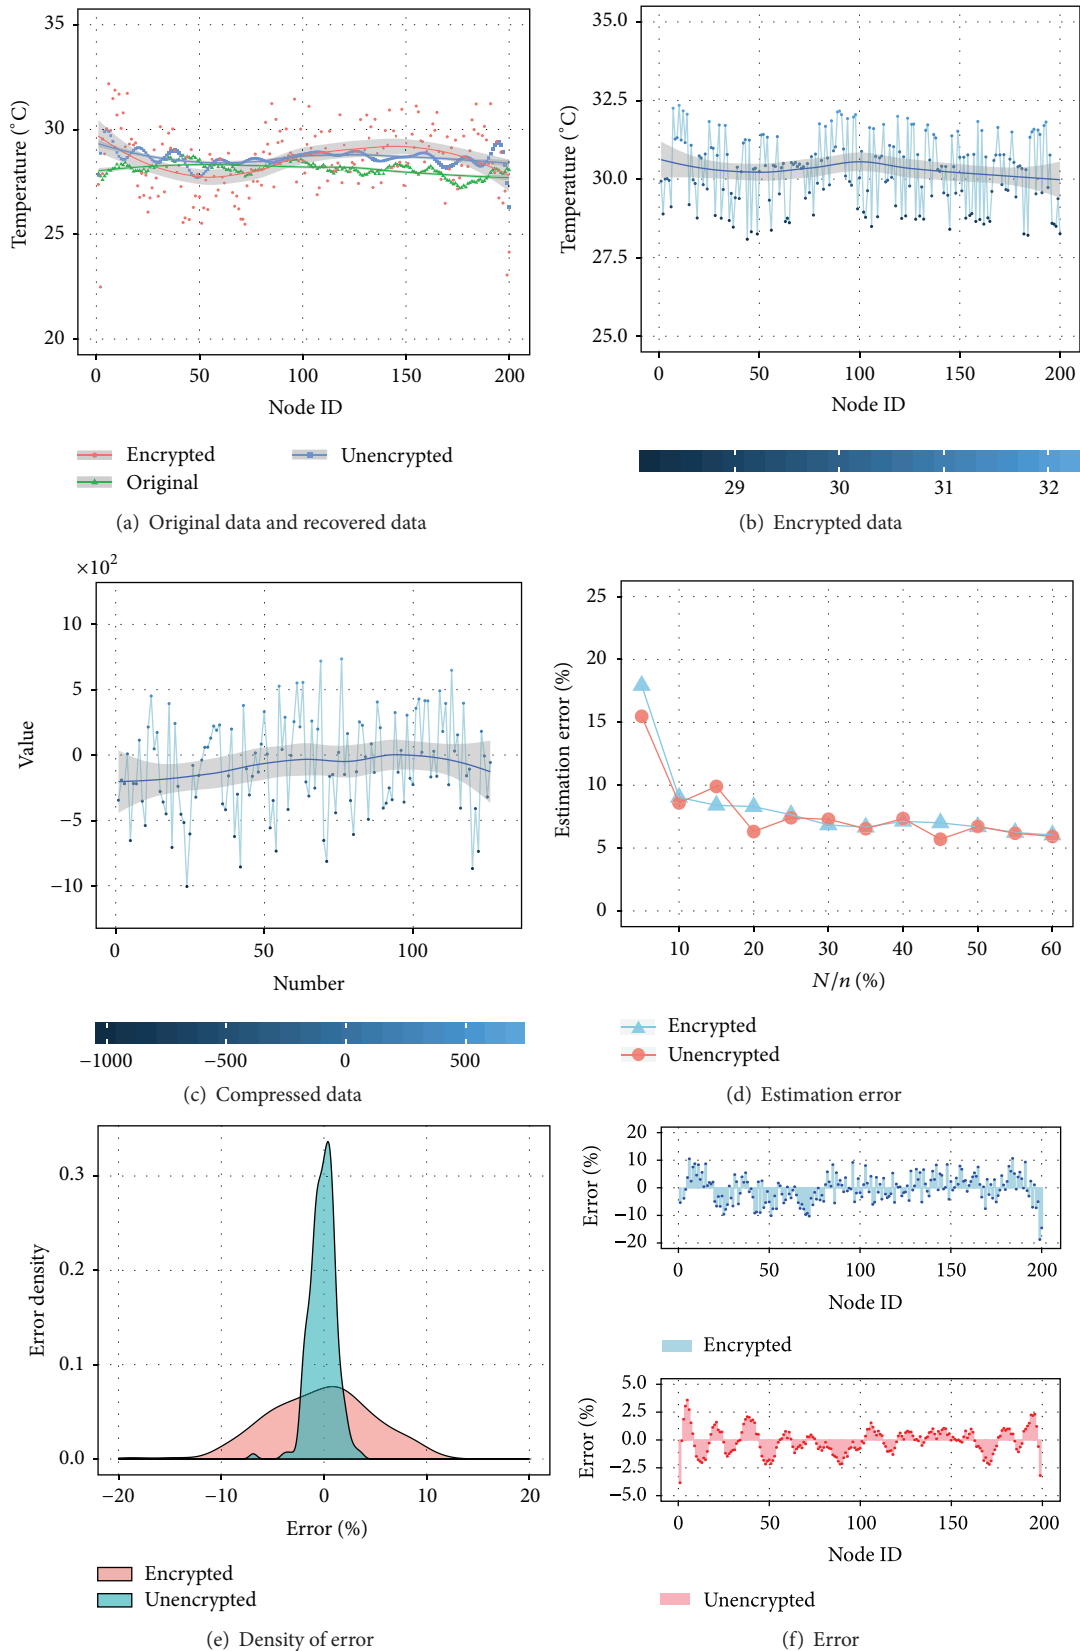 35
30
25
20
Temperature (°C)
0 50 100 150 200
Node ID
Encrypted
Unencrypted
Original
(a) Original data and recovered data
35.0
32.5
30.0
27.5
25.0
Temperature (°C)
0 50 100 150 200
Node ID
29 30 31 32
(b) Encrypted data
×10²
10
5
0
−5
−10
Value
0 50 100
Number
−1000 −500 0 500
(c) Compressed data
25
20
15
10
5
0
Estimation error (%)
10 20 30 40 50 60
N/n (%)
Encrypted
Unencrypted
(d) Estimation error
0.3
0.2
0.1
0.0
Error density
−20 −10 0 10 20
Error (%)
Encrypted
Unencrypted
(e) Density of error
20
10
0
−10
−20
Error (%)
0 50 100 150 200
Node ID
Encrypted
5.0
2.5
0.0
−2.5
−5.0
Error (%)
0 50 100 150 200
Node ID
Unencrypted
(f) Error